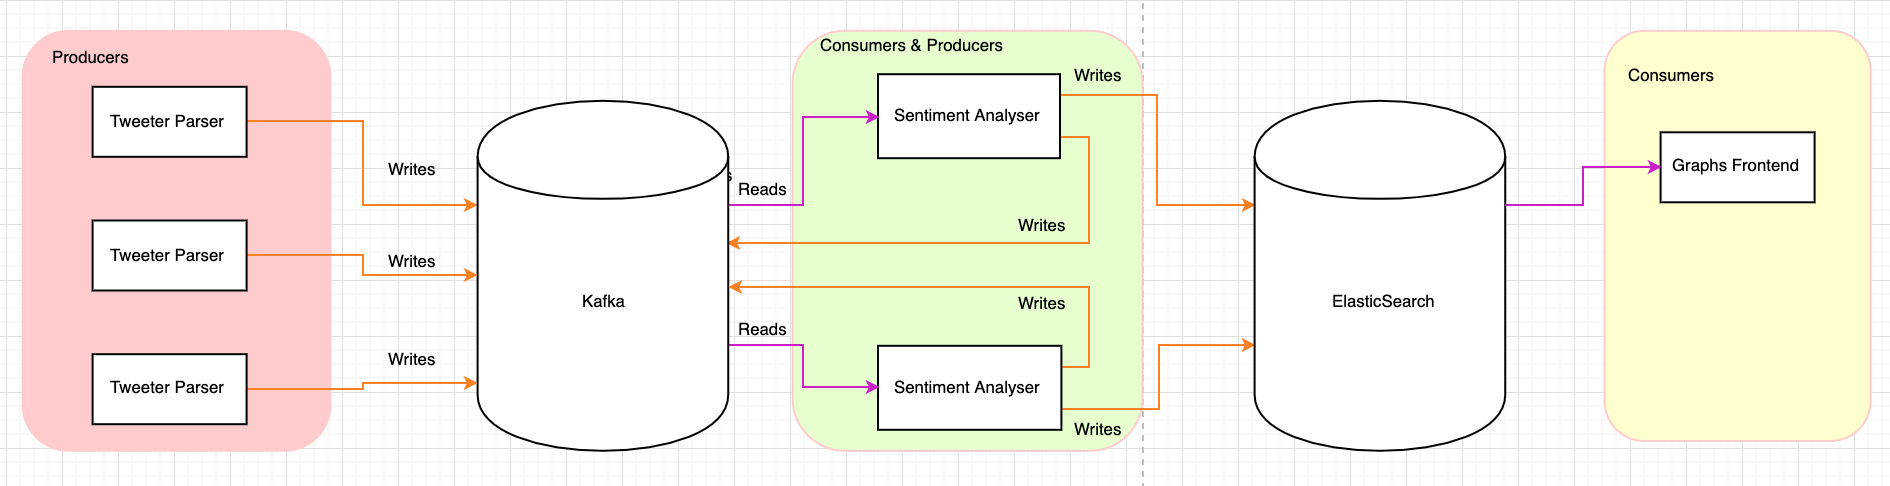 Producers
Tweeter Parser
Writes
Tweeter Parser
Writes
Tweeter Parser
Writes
Kafka
Reads
Reads
Consumers & Producers
Sentiment Analyser
Writes
Writes
Writes
Sentiment Analyser
Writes
ElasticSearch
Consumers
Graphs Frontend